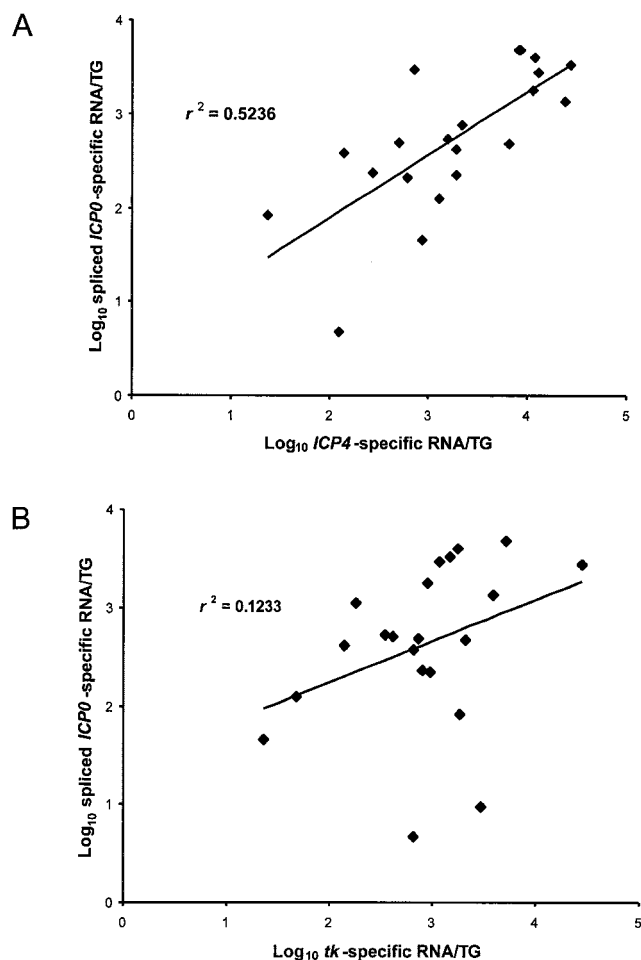 A
Log10 spliced ICP0-specific RNA/TG
4
3
2
1
0
r 2 = 0.5236
0 1 2 3 4 5
Log10 ICP4-specific RNA/TG
B
Log10 spliced ICP0-specific RNA/TG
4
3
2
1
0
r 2 = 0.1233
0 1 2 3 4 5
Log10 tk-specific RNA/TG